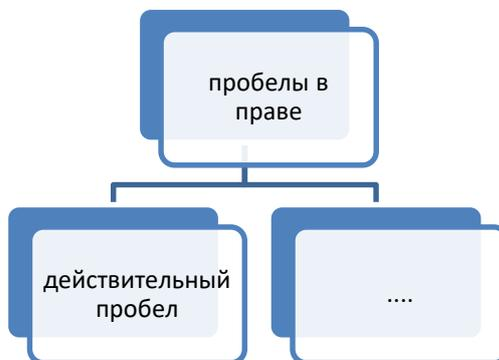 пробелы в
праве
действительный
пробел
....